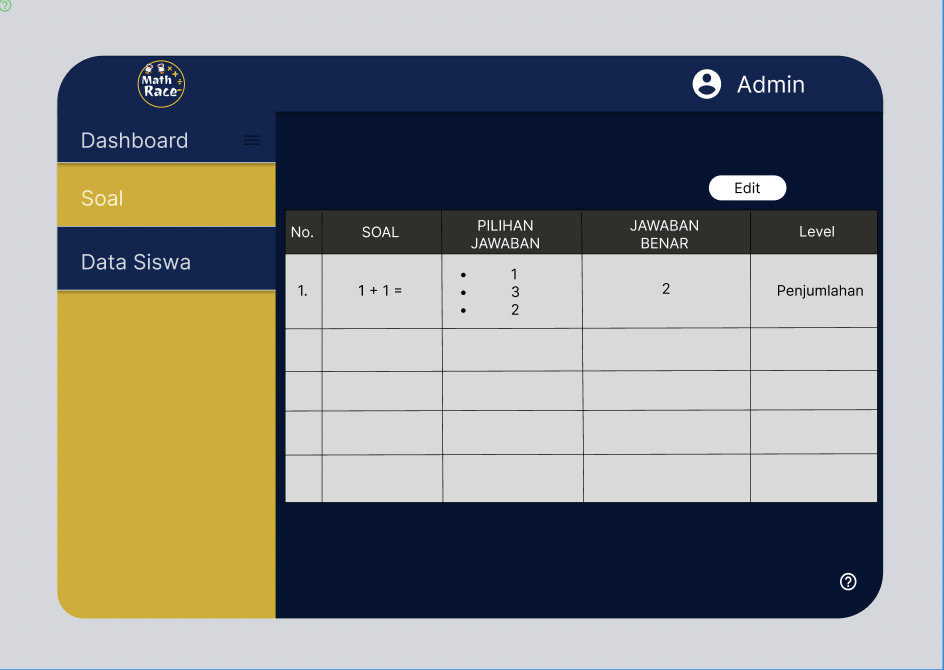 Math
Race
Admin
Dashboard
Soal
Data Siswa
Edit
No.
SOAL
PILIHAN
JAWABAN
JAWABAN
BENAR
Level
1.
1 + 1 =
• 1
• 3
• 2
2
Penjumlahan
?
?